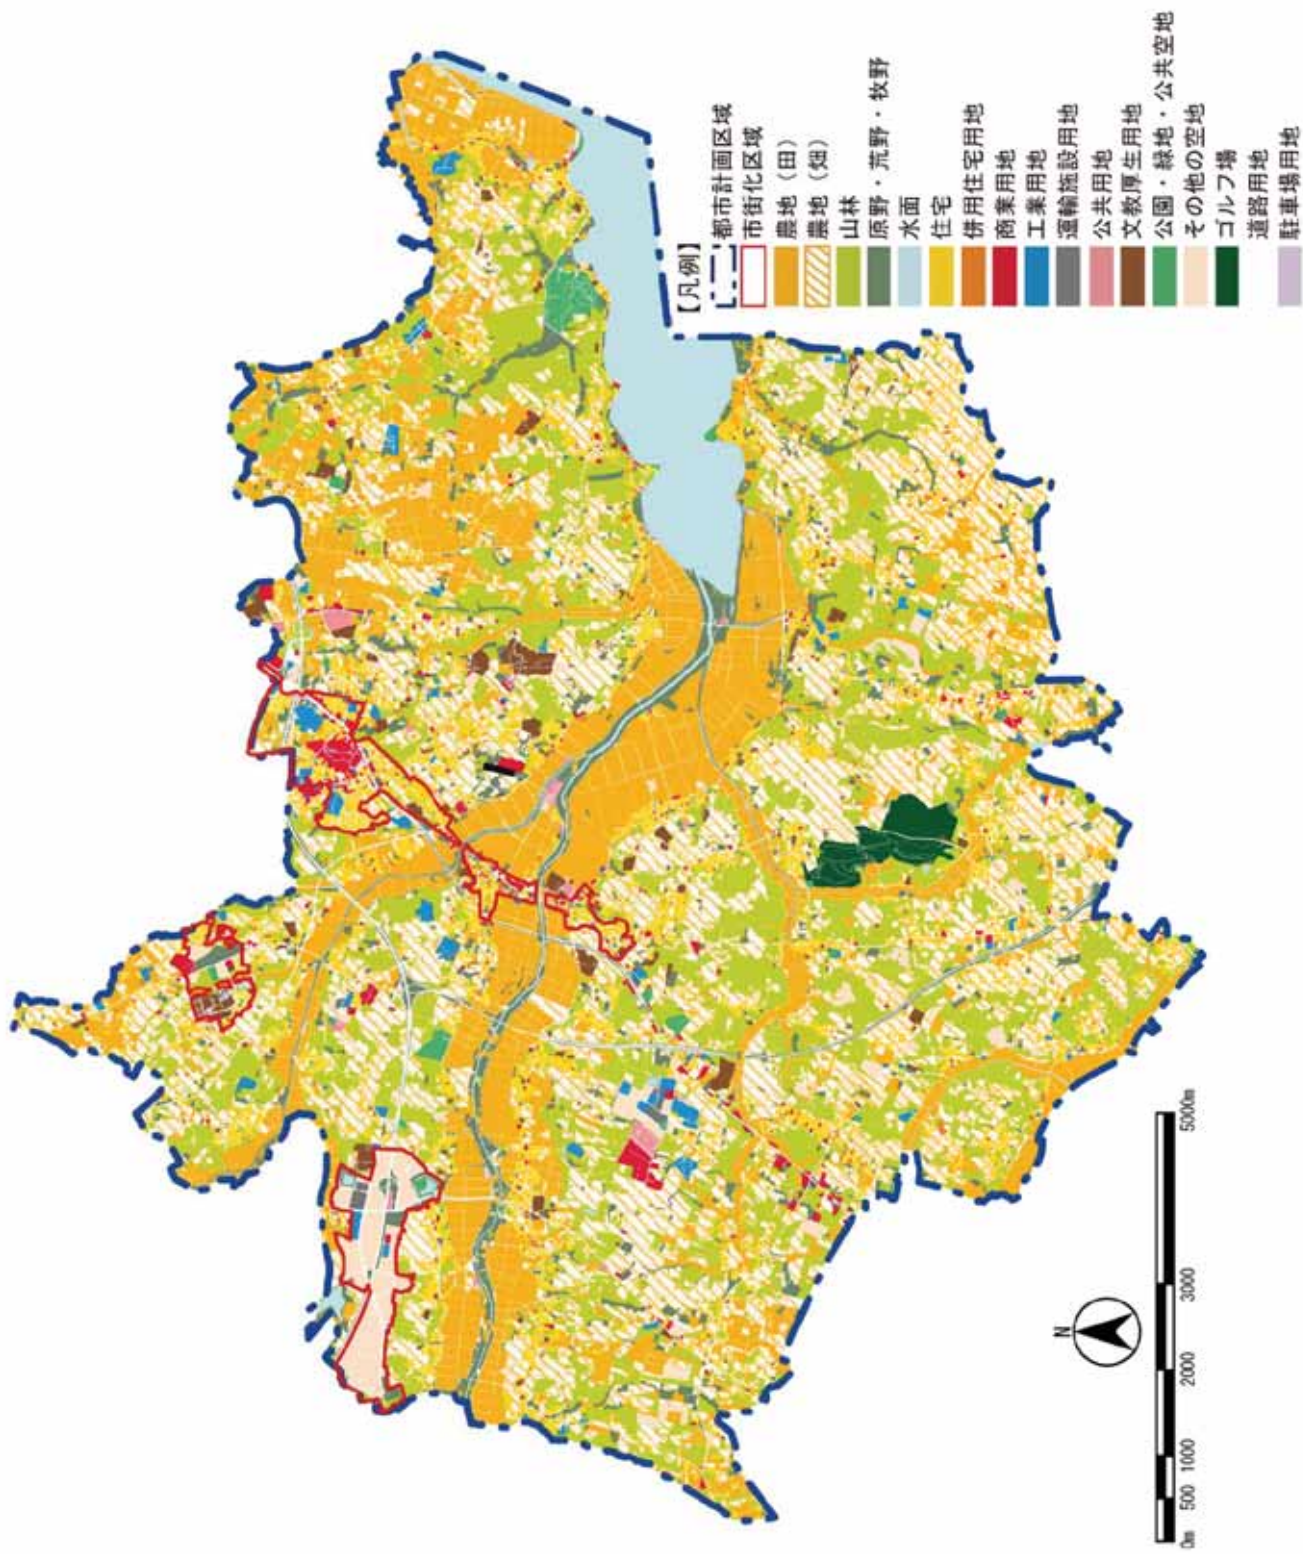 【凡例】
都市計画区域
市街化区域
農地（田）
農地（畑）
山林
原野・荒野・牧野
水面
住宅
併用住宅用地
商業用地
工業用地
運輸施設用地
公共用地
文教厚生用地
公園・緑地・公共空地
その他の空地
ゴルフ場
道路用地
駐車場用地
N
0m 500 1000 2000 3000 5000m